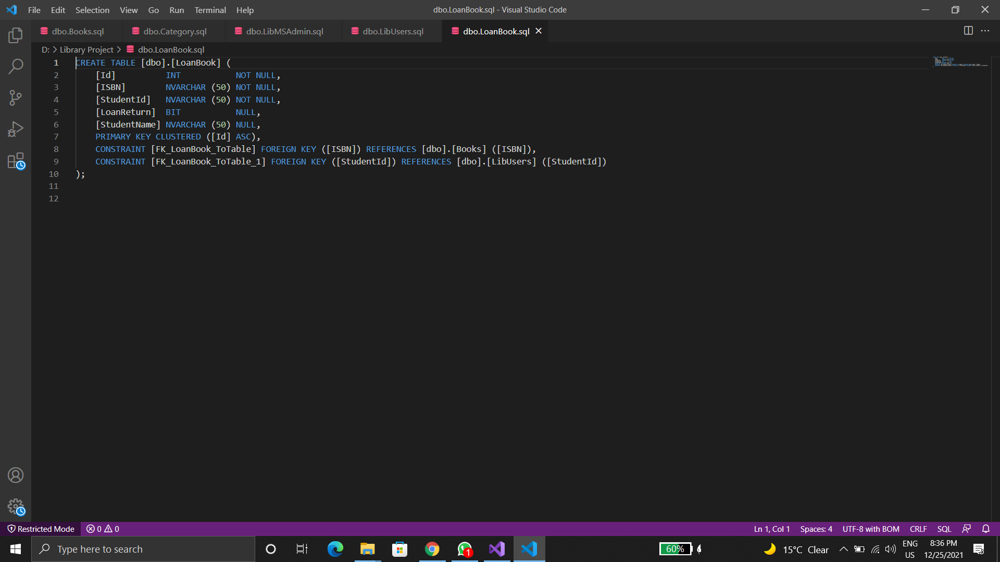 File Edit Selection View Go Run Terminal Help
dbo.LoanBook.sql - Visual Studio Code
dbo.Books.sql dbo.Category.sql dbo.LibMSAdmin.sql dbo.LibUsers.sql dbo.LoanBook.sql
D: > Library Project > dbo.LoanBook.sql
1 CREATE TABLE [dbo].[LoanBook] (
2     [Id]          INT           NOT NULL,
3     [ISBN]        NVARCHAR (50) NOT NULL,
4     [StudentId]   NVARCHAR (50) NOT NULL,
5     [LoanReturn]  BIT           NULL,
6     [StudentName] NVARCHAR (50) NULL,
7     PRIMARY KEY CLUSTERED ([Id] ASC),
8     CONSTRAINT [FK_LoanBook_ToTable] FOREIGN KEY ([ISBN]) REFERENCES [dbo].[Books] ([ISBN]),
9     CONSTRAINT [FK_LoanBook_ToTable_1] FOREIGN KEY ([StudentId]) REFERENCES [dbo].[LibUsers] ([StudentId])
10 );
11
12
Restricted Mode 0 0 Ln 1, Col 1 Spaces: 4 UTF-8 with BOM CRLF SQL
Type here to search 1 60% 15°C Clear ENG US 8:36 PM 12/25/2021